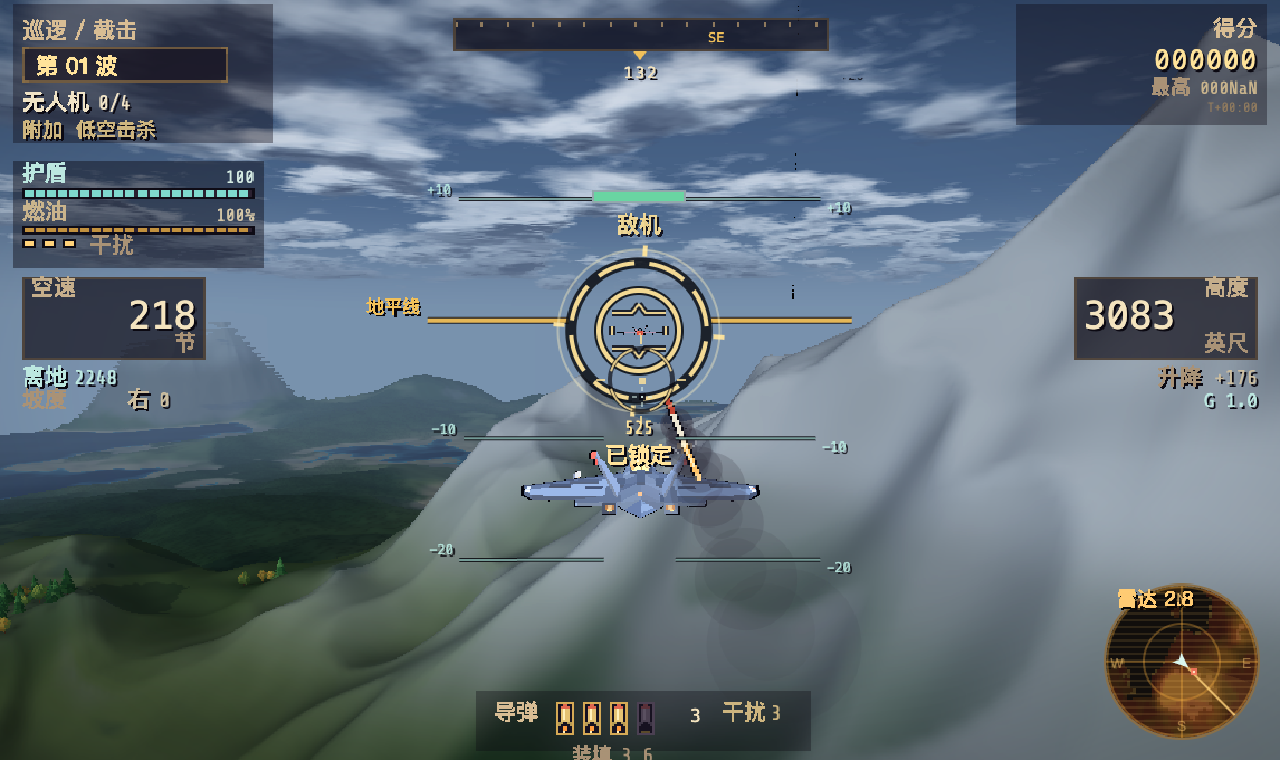 巡逻 / 截击
第 01 波
无人机 0/4
附加 低空击杀
护盾 100
燃油 100%
干扰
空速
218
节
离地 2248
坡度 右 0
SE
132
+10 +10
敌机
地平线
525
-10 -10
已锁定
-20 -20
得分
000000
最高 000NaN
T+00:00
高度
3083
英尺
升降 +176
G 1.0
雷达 2.8
W E
S
导弹 3 干扰 3
装填 3 6